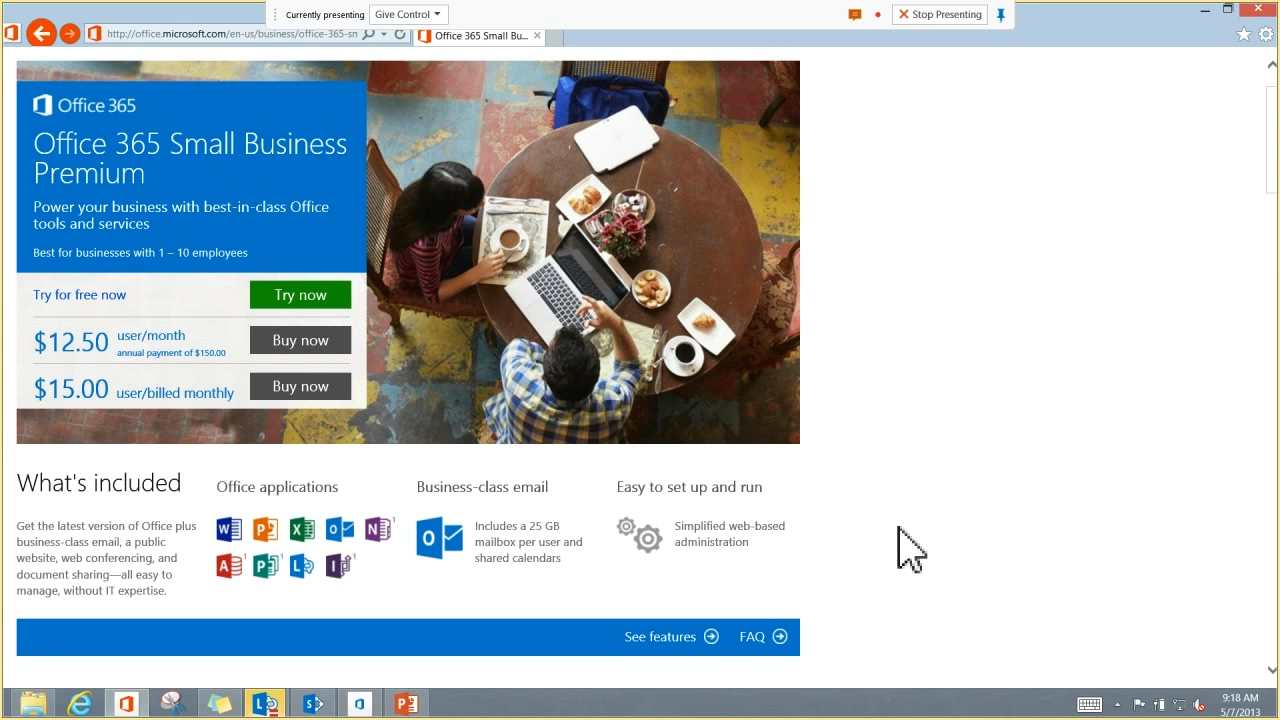 Currently presenting
Give Control
Stop Presenting
http://office.microsoft.com/en-us/business/office-365-sn
Office 365 Small Bu...
Office 365
Office 365 Small Business
Premium
Power your business with best-in-class Office
tools and services
Best for businesses with 1 – 10 employees
Try for free now
Try now
$12.50 user/month
annual payment of $150.00
Buy now
$15.00 user/billed monthly
Buy now
What's included
Get the latest version of Office plus
business-class email, a public
website, web conferencing, and
document sharing—all easy to
manage, without IT expertise.
Office applications
Business-class email
Includes a 25 GB
mailbox per user and
shared calendars
Easy to set up and run
Simplified web-based
administration
See features
FAQ
9:18 AM
5/7/2013